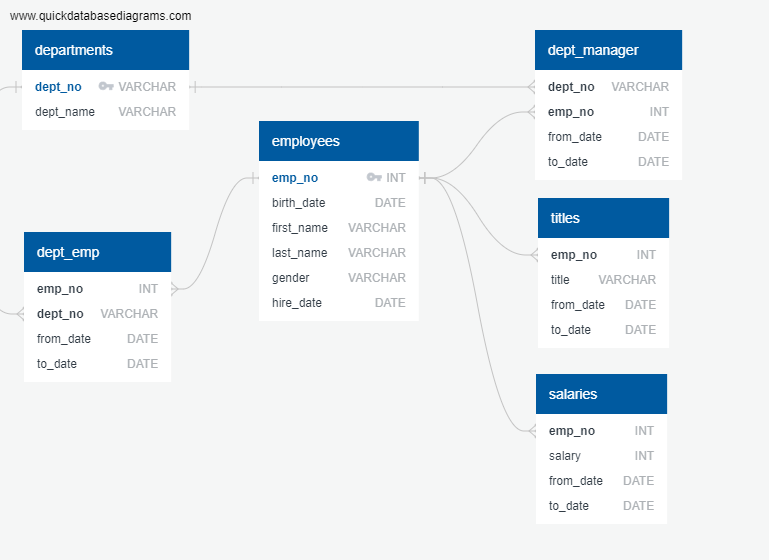 www.quickdatabasediagrams.com
departments
dept_no VARCHAR
dept_name VARCHAR
dept_manager
dept_no VARCHAR
emp_no INT
from_date DATE
to_date DATE
employees
emp_no INT
birth_date DATE
first_name VARCHAR
last_name VARCHAR
gender VARCHAR
hire_date DATE
titles
emp_no INT
title VARCHAR
from_date DATE
to_date DATE
dept_emp
emp_no INT
dept_no VARCHAR
from_date DATE
to_date DATE
salaries
emp_no INT
salary INT
from_date DATE
to_date DATE